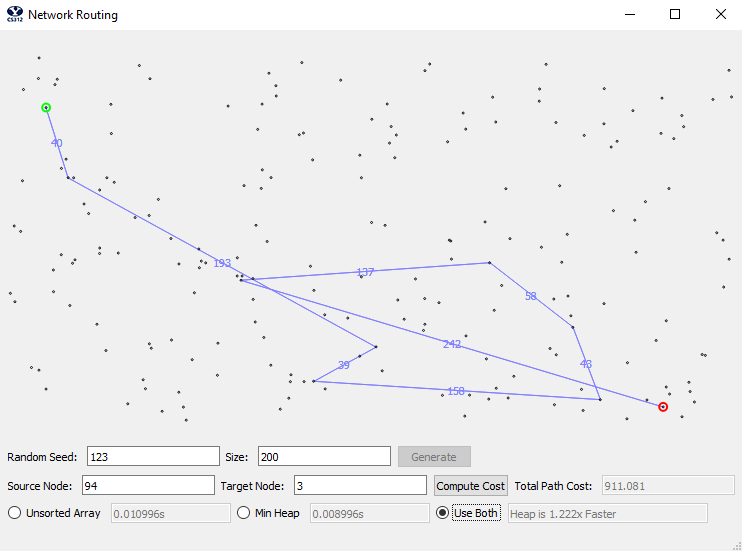 CS312 Network Routing
40
193
137
58
242
43
39
158
Random Seed: 123 Size: 200 Generate
Source Node: 94 Target Node: 3 Compute Cost Total Path Cost: 911.081
Unsorted Array 0.010996s Min Heap 0.008996s Use Both Heap is 1.222x Faster